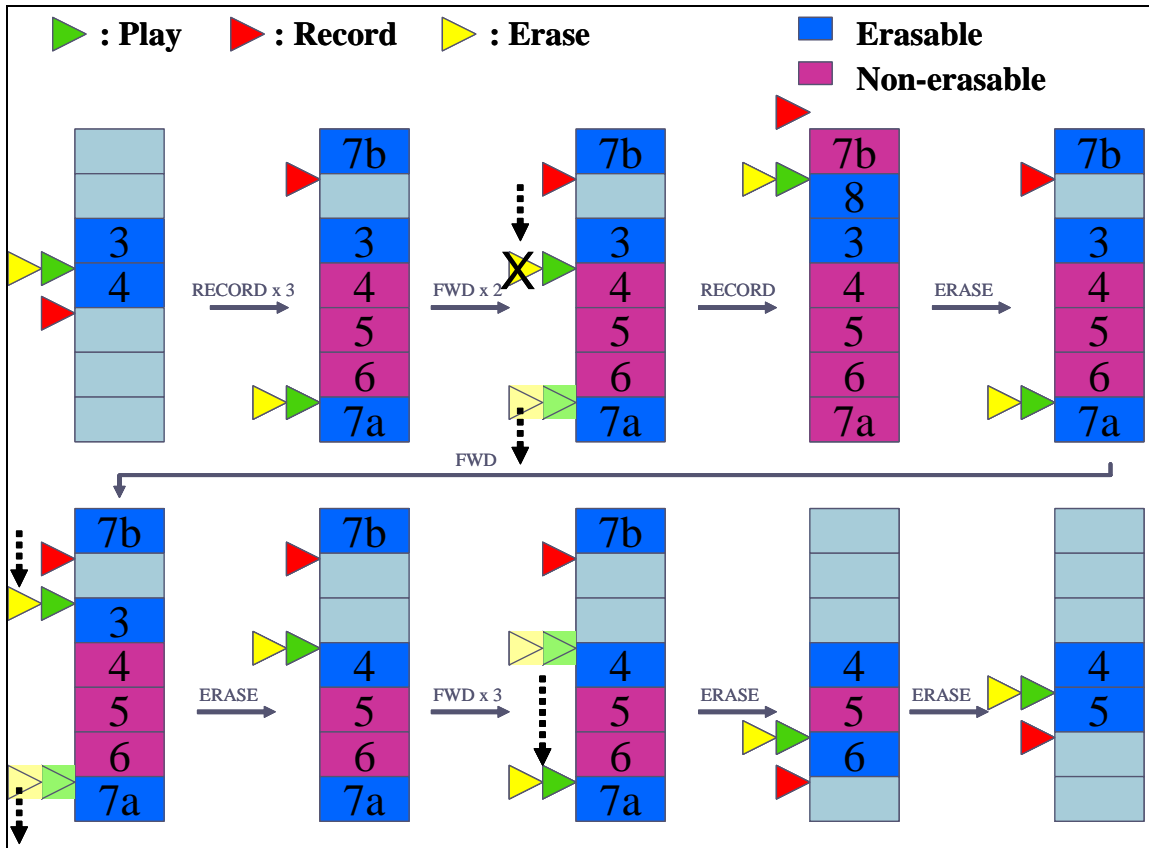 : Play : Record : Erase Erasable
Non-erasable
7b 7b 7b 7b
8
3 3 3 3 3
4 4 4 4 4
RECORD x 3 FWD x 2 RECORD ERASE
X
5 5 5 5
6 6 6 6
7a 7a 7a 7a
FWD
7b 7b 7b
3
4 4 4 4 4
5 5 5 5 5
ERASE FWD x 3 ERASE ERASE
6 6 6 6
7a 7a 7a